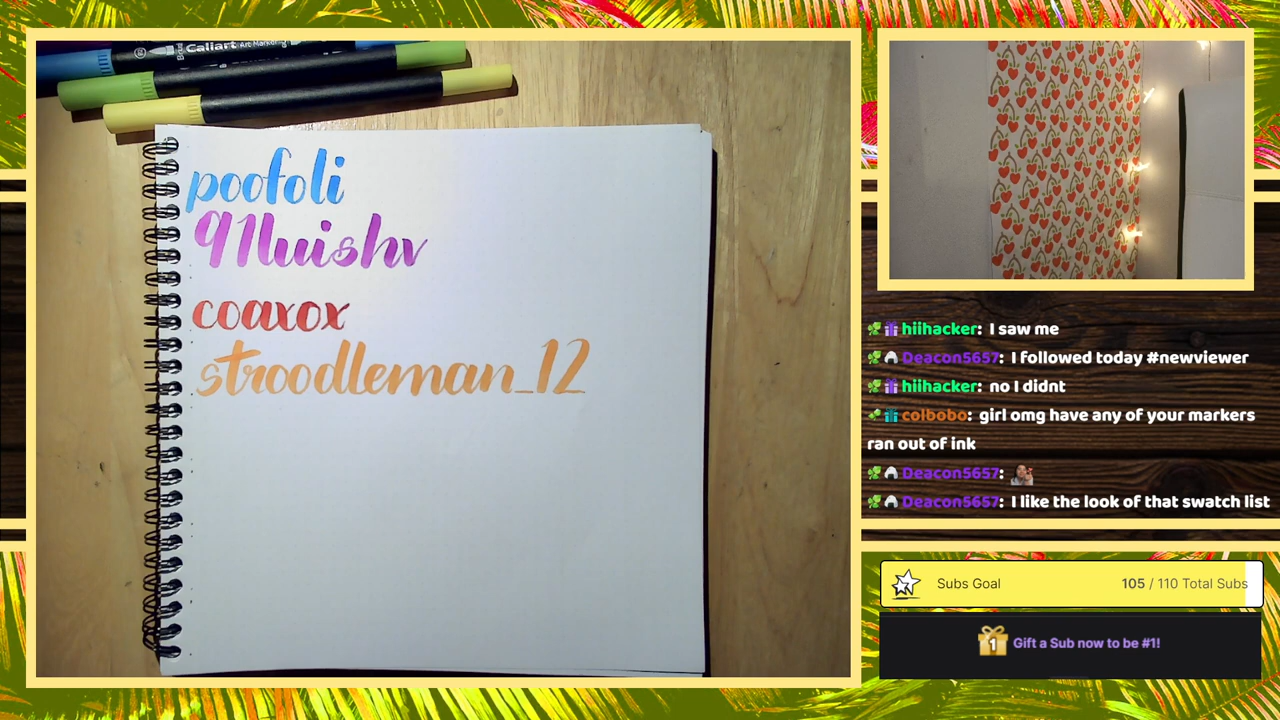 Caliart Art Marker
poofoli
91luishv
coaxox
stroodleman_12
hiihacker: I saw me
Deacon5657: I followed today #newviewer
hiihacker: no I didnt
colbobo: girl omg have any of your markers
ran out of ink
Deacon5657:
Deacon5657: I like the look of that swatch list
Subs Goal
105 / 110 Total Subs
1 Gift a Sub now to be #1!